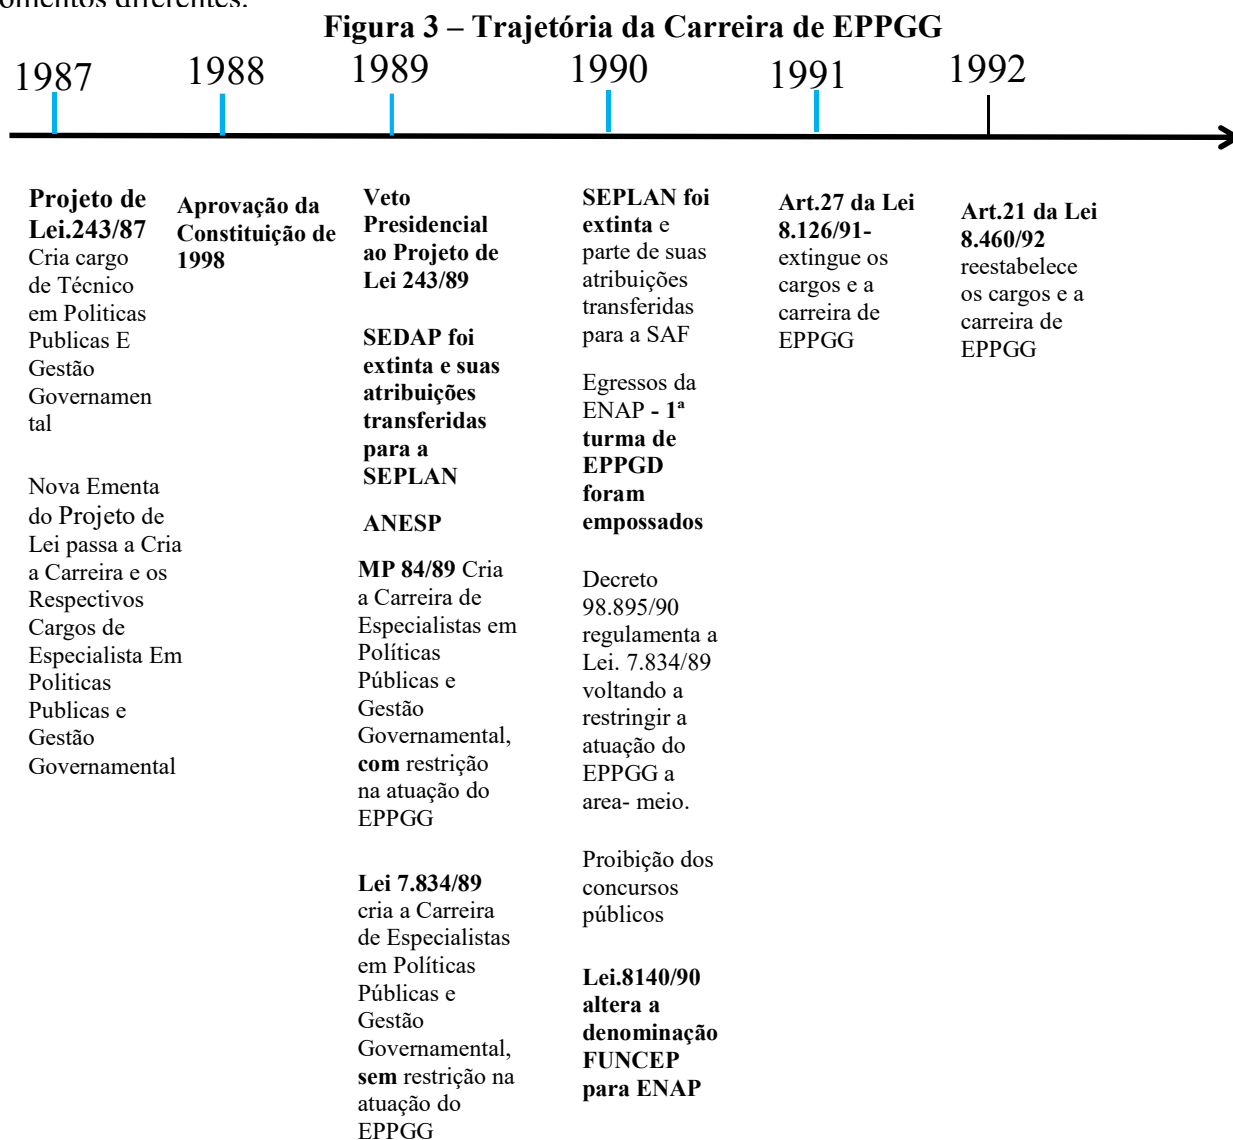 omentos diferentes.
Figura 3 – Trajetória da Carreira de EPPGG
1987
1988
1989
1990
1991
1992
Projeto de
Lei.243/87
Cria cargo
de Técnico
em Politicas
Publicas E
Gestão
Governamen
tal
Nova Ementa
do Projeto de
Lei passa a Cria
a Carreira e os
Respectivos
Cargos de
Especialista Em
Politicas
Publicas e
Gestão
Governamental
Aprovação da
Constituição de
1998
Veto
Presidencial
ao Projeto de
Lei 243/89
SEDAP foi
extinta e suas
atribuições
transferidas
para a
SEPLAN
ANESP
MP 84/89 Cria
a Carreira de
Especialistas em
Políticas
Públicas e
Gestão
Governamental,
com restrição
na atuação do
EPPGG
Lei 7.834/89
cria a Carreira
de Especialistas
em Políticas
Públicas e
Gestão
Governamental,
sem restrição na
atuação do
EPPGG
SEPLAN foi
extinta e
parte de suas
atribuições
transferidas
para a SAF
Egressos da
ENAP - 1ª
turma de
EPPGD
foram
empossados
Decreto
98.895/90
regulamenta a
Lei. 7.834/89
voltando a
restringir a
atuação do
EPPGG a
area- meio.
Proibição dos
concursos
públicos
Lei.8140/90
altera a
denominação
FUNCEP
para ENAP
Art.27 da Lei
8.126/91-
extingue os
cargos e a
carreira de
EPPGG
Art.21 da Lei
8.460/92
reestabelece
os cargos e a
carreira de
EPPGG